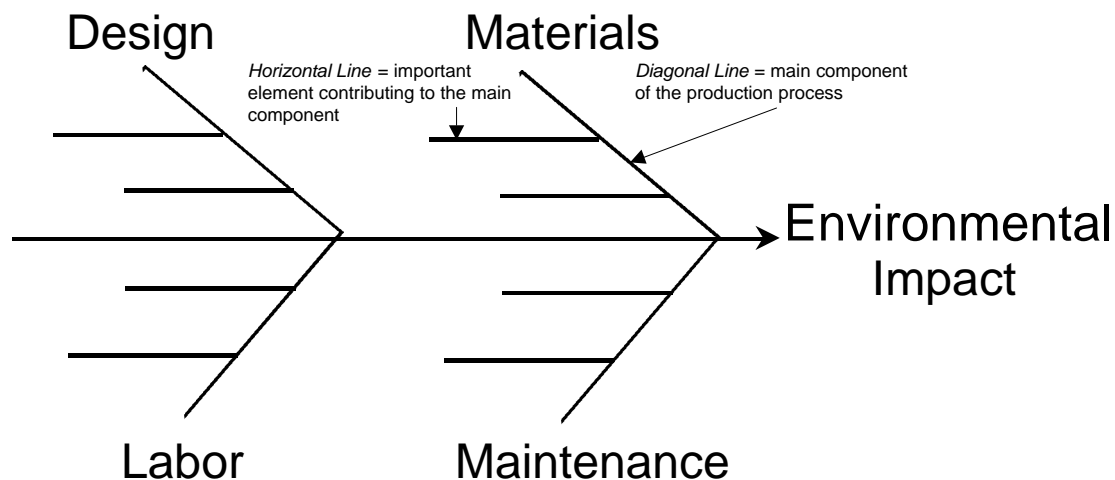 Design
Materials
Horizontal Line = important
element contributing to the main
component
Diagonal Line = main component
of the production process
Environmental
Impact
Labor
Maintenance